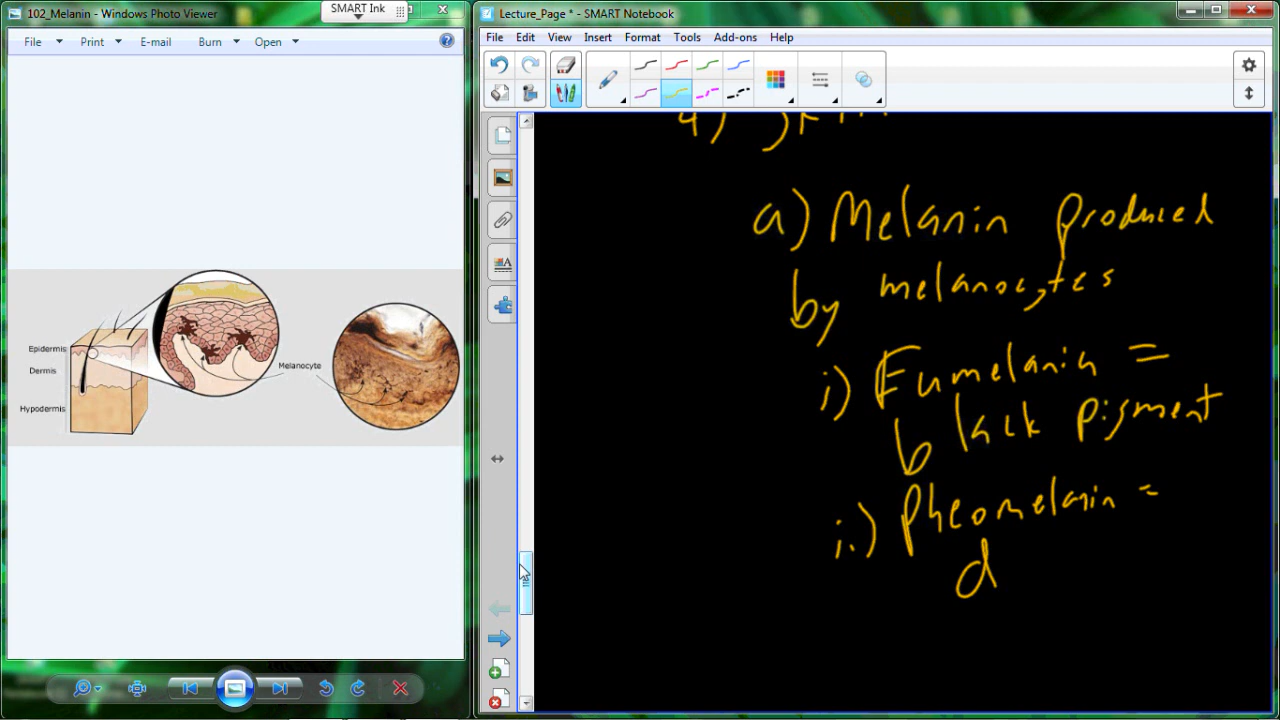 102_Melanin - Windows Photo Viewer
SMART Ink
File Print E-mail Burn Open
Epidermis
Dermis
Hypodermis
Melanocyte
Lecture_Page * - SMART Notebook
File Edit View Insert Format Tools Add-ons Help
a) Melanin produced
by melanocytes
i) Eumelanin =
black pigment
ii) Pheomelanin =
d